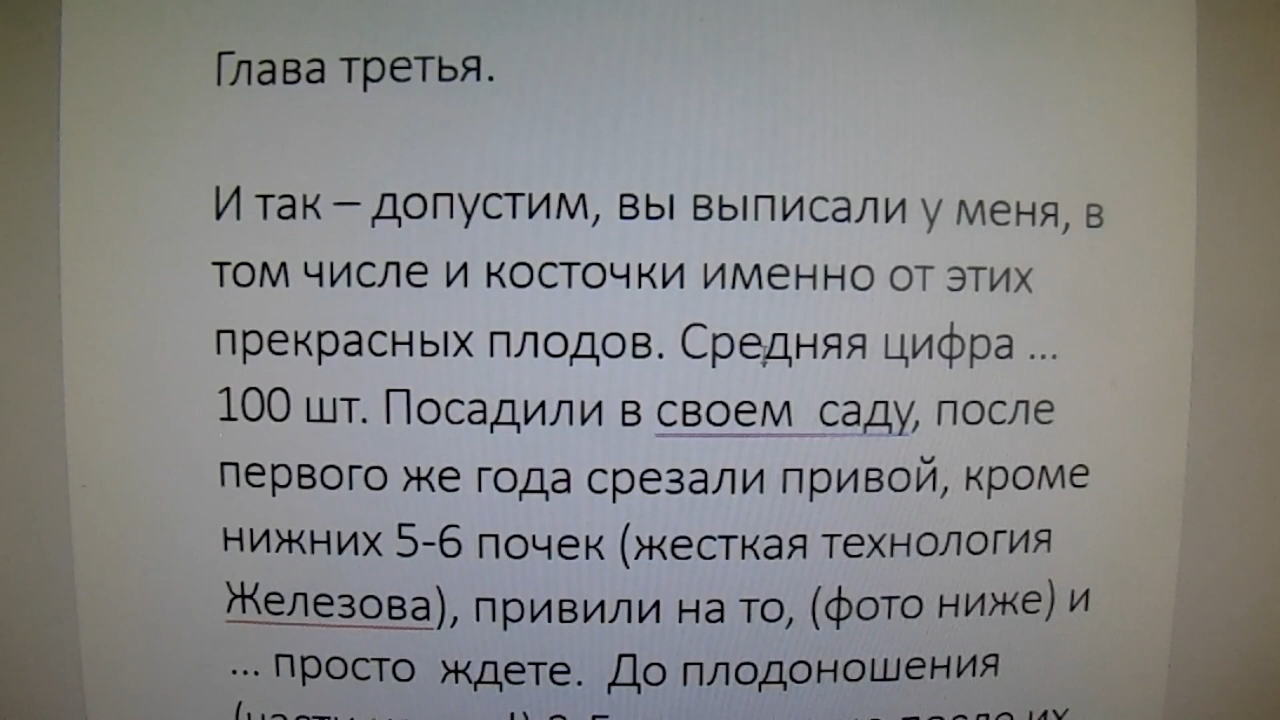 Глава третья.
И так – допустим, вы выписали у меня, в
том числе и косточки именно от этих
прекрасных плодов. Средняя цифра ...
100 шт. Посадили в своем  саду, после
первого же года срезали привой, кроме
нижних 5-6 почек (жесткая технология
Железова), привили на то, (фото ниже) и
... просто  ждете.  До плодоношения